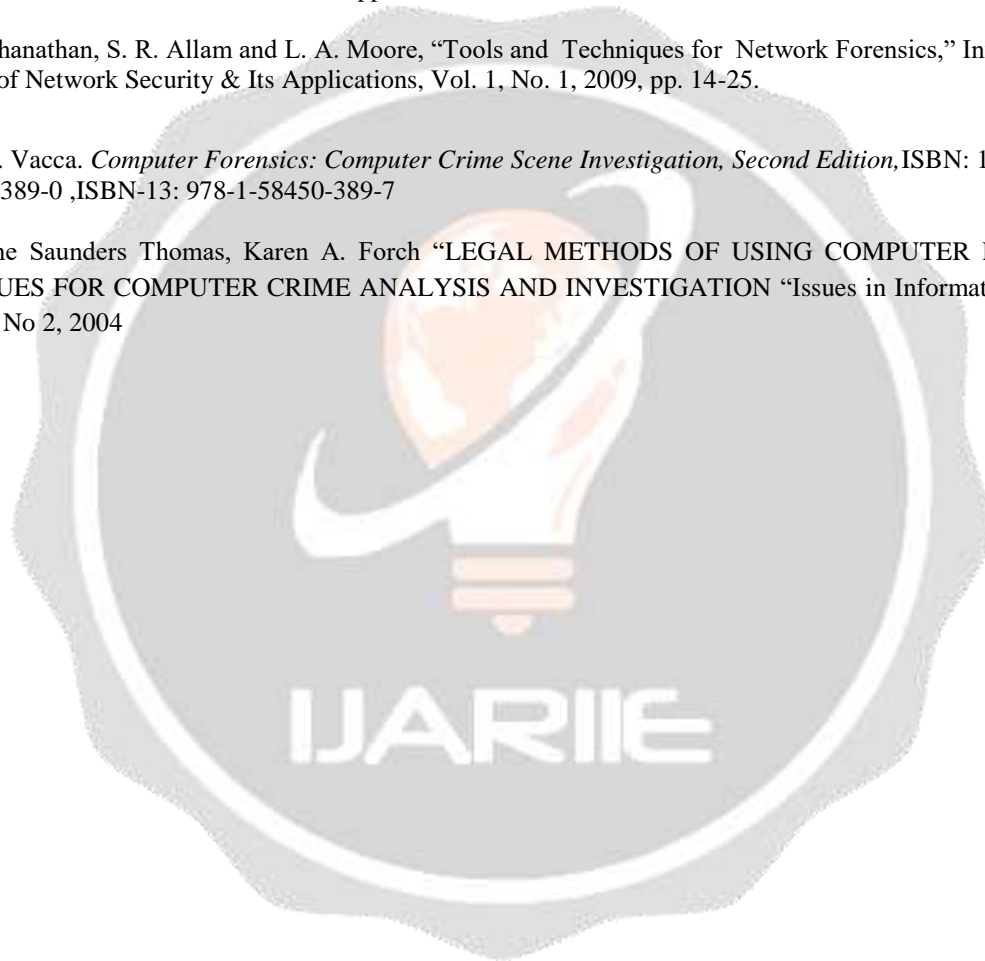 hanathan, S. R. Allam and L. A. Moore, “Tools and Techniques for Network Forensics,” In
of Network Security & Its Applications, Vol. 1, No. 1, 2009, pp. 14-25.
. Vacca. Computer Forensics: Computer Crime Scene Investigation, Second Edition,ISBN: 1
389-0 ,ISBN-13: 978-1-58450-389-7
ne Saunders Thomas, Karen A. Forch “LEGAL METHODS OF USING COMPUTER
UES FOR COMPUTER CRIME ANALYSIS AND INVESTIGATION “Issues in Informat
No 2, 2004
IJARIIE